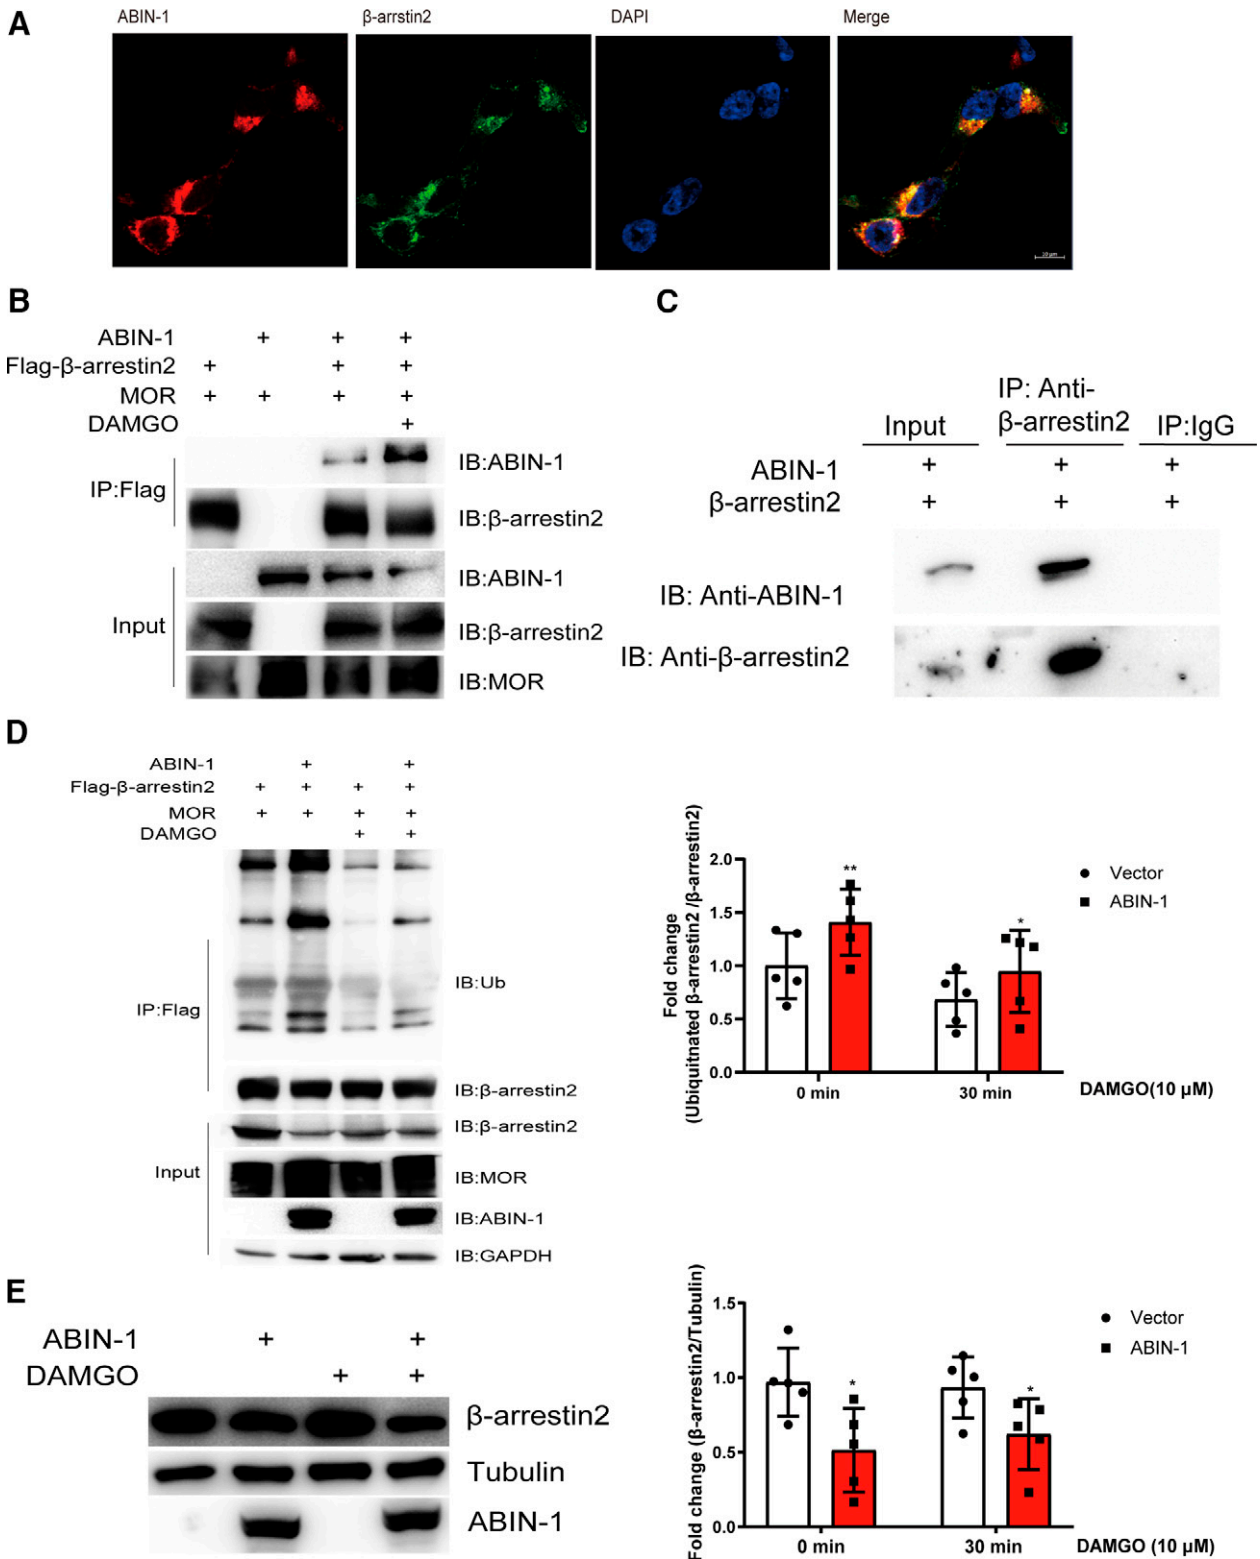 A
ABIN-1 β-arrstin2 DAPI Merge
10 μm
B
ABIN-1 + + +
Flag-β-arrestin2 + + +
MOR + + + +
DAMGO +
IP:Flag
IB:ABIN-1
IB:β-arrestin2
Input
IB:ABIN-1
IB:β-arrestin2
IB:MOR
C
Input IP: Anti-β-arrestin2 IP:IgG
ABIN-1 + + +
β-arrestin2 + + +
IB: Anti-ABIN-1
IB: Anti-β-arrestin2
D
ABIN-1 + +
Flag-β-arrestin2 + + + +
MOR + + + +
DAMGO + +
IP:Flag
IB:Ub
IB:β-arrestin2
Input
IB:β-arrestin2
IB:MOR
IB:ABIN-1
IB:GAPDH
Fold change
(Ubiquitnated β-arrestin2 /β-arrestin2)
2.0
1.5
1.0
0.5
0.0
** *
0 min 30 min DAMGO(10 μM)
Vector
ABIN-1
E
ABIN-1 + +
DAMGO + +
β-arrestin2
Tubulin
ABIN-1
Fold change (β-arrestin2/Tubulin)
1.5
1.0
0.5
0.0
* *
0 min 30 min DAMGO (10 μM)
Vector
ABIN-1